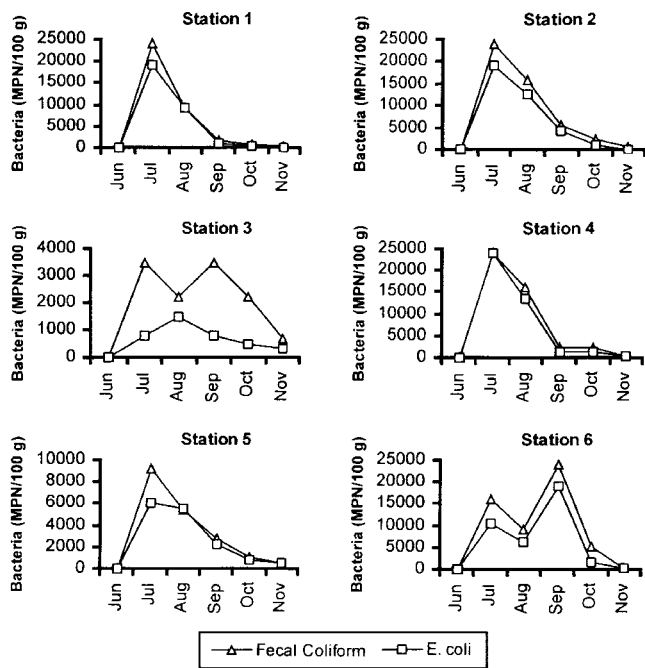 Station 1
Bacteria (MPN/100 g)
25000
20000
15000
10000
5000
0
Jun
Jul
Aug
Sep
Oct
Nov
Station 2
Bacteria (MPN/100 g)
25000
20000
15000
10000
5000
0
Jun
Jul
Aug
Sep
Oct
Nov
Station 3
Bacteria (MPN/100 g)
4000
3000
2000
1000
0
Jun
Jul
Aug
Sep
Oct
Nov
Station 4
Bacteria (MPN/100 g)
25000
20000
15000
10000
5000
0
Jun
Jul
Aug
Sep
Oct
Nov
Station 5
Bacteria (MPN/100 g)
10000
8000
6000
4000
2000
0
Jun
Jul
Aug
Sep
Oct
Nov
Station 6
Bacteria (MPN/100 g)
25000
20000
15000
10000
5000
0
Jun
Jul
Aug
Sep
Oct
Nov
Fecal Coliform
E. coli